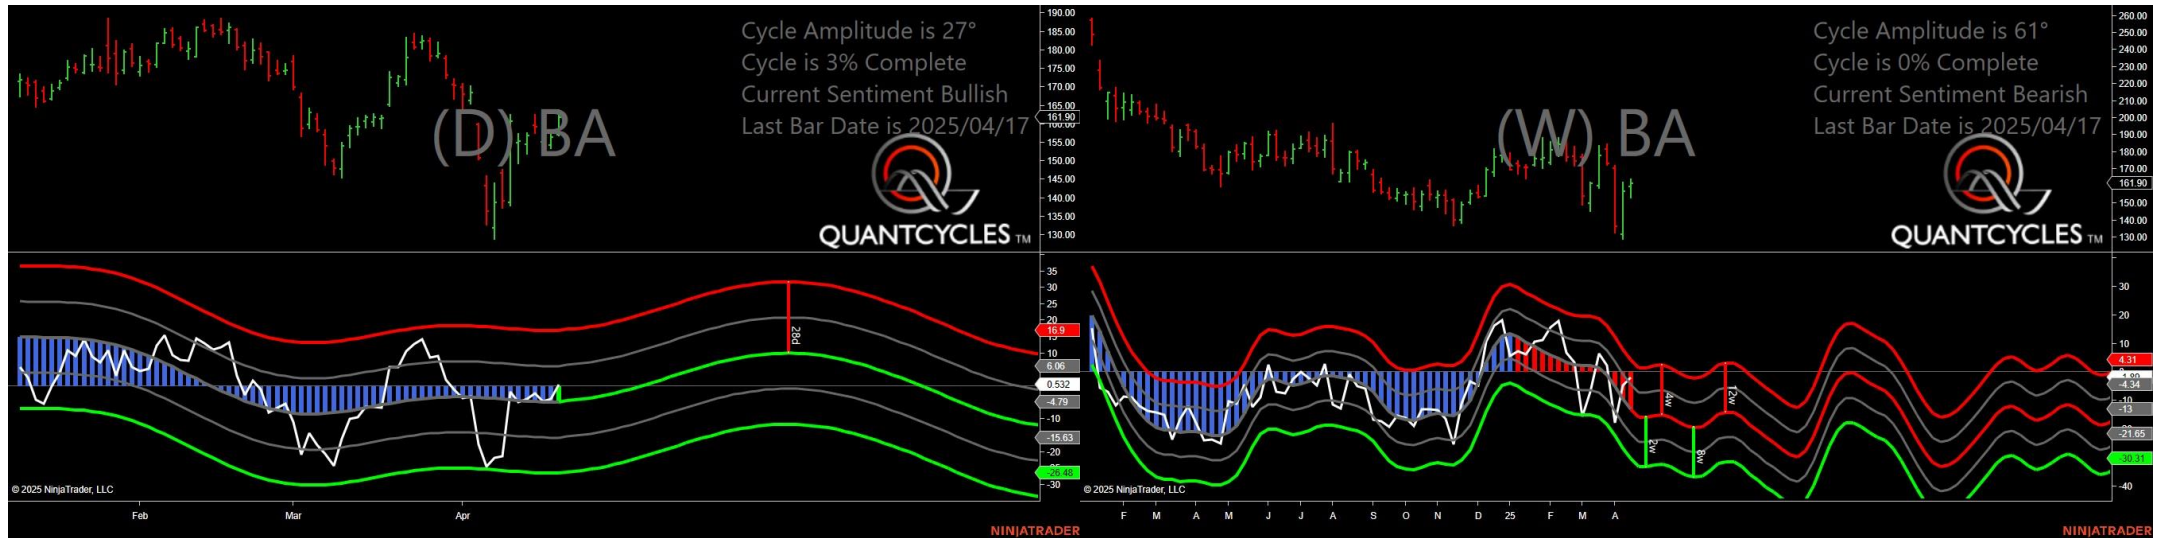 Cycle Amplitude is 27°
Cycle is 3% Complete
Current Sentiment Bullish
Last Bar Date is 2025/04/17
(D) BA
QUANTCYCLES TM
190.00
185.00
180.00
175.00
170.00
165.00
161.90
160.00
155.00
150.00
145.00
140.00
135.00
130.00
28d
35
30
25
20
16.9
10
6.06
0.532
-4.79
-10
-15.63
-20
-26.48
-30
© 2025 NinjaTrader, LLC
Feb
Mar
Apr
NINJATRADER
Cycle Amplitude is 61°
Cycle is 0% Complete
Current Sentiment Bearish
Last Bar Date is 2025/04/17
(W) BA
QUANTCYCLES TM
260.00
250.00
240.00
230.00
220.00
210.00
200.00
190.00
180.00
170.00
161.90
150.00
140.00
130.00
4w
12w
2w
8w
30
20
10
4.31
-4.34
-10
-13
-21.65
-30.31
-40
© 2025 NinjaTrader, LLC
F
M
A
M
J
J
A
S
O
N
D
25
F
M
A
NINJATRADER